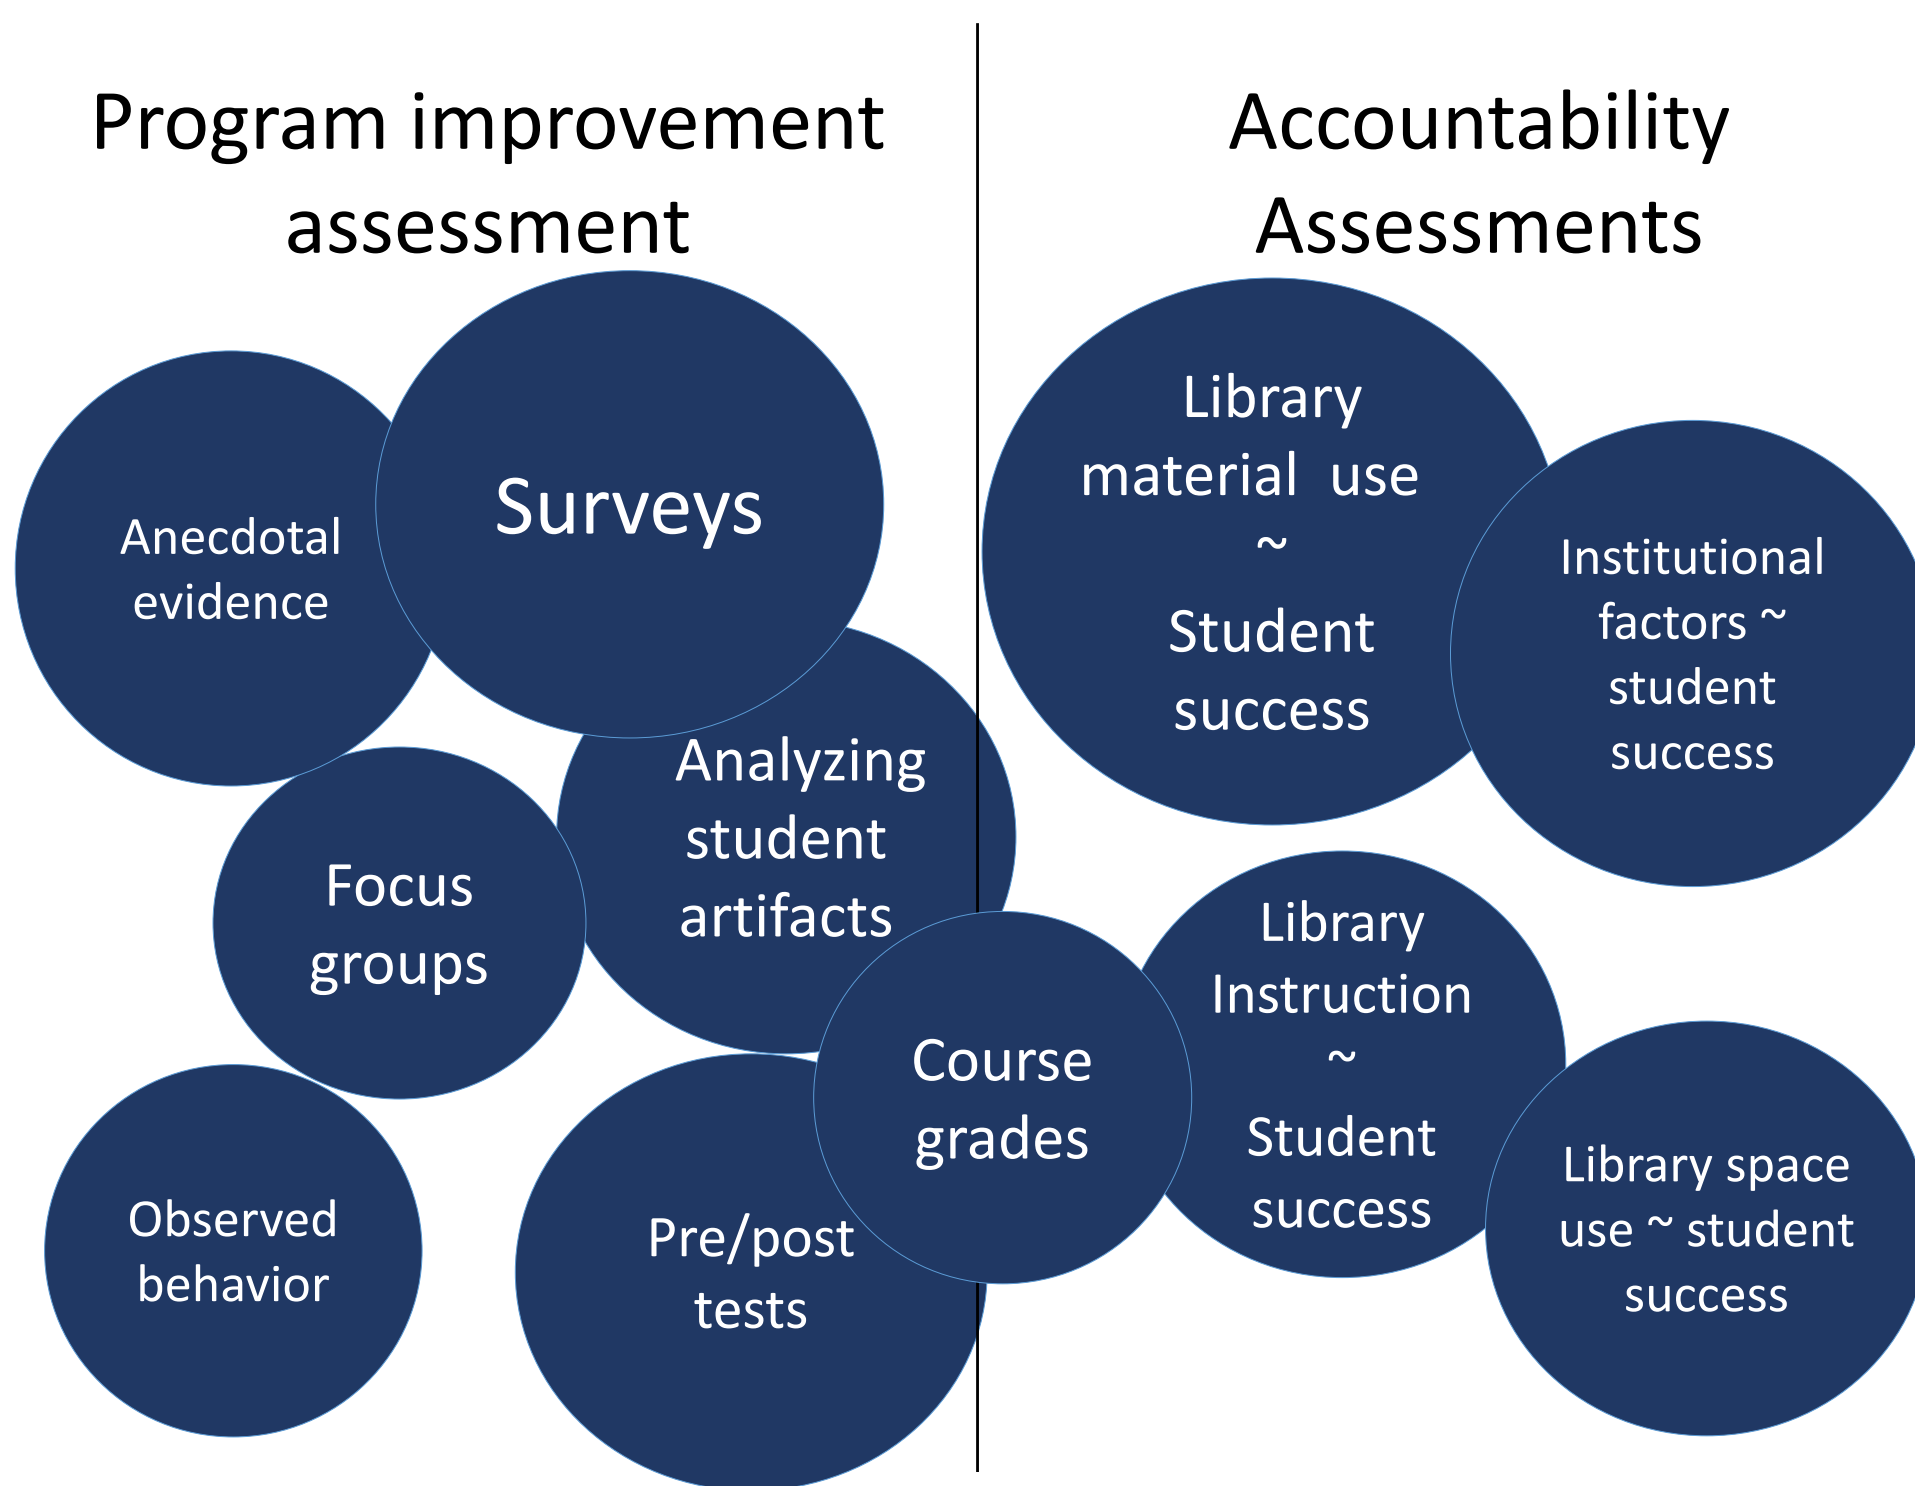 Program improvement
assessment
Accountability
Assessments
Surveys
Anecdotal
evidence
Analyzing
student
artifacts
Focus
groups
Observed
behavior
Pre/post
tests
Course
grades
Library
material  use
~
Student
success
Institutional
factors ~
student
success
Library
Instruction
~
Student
success
Library space
use ~ student
success